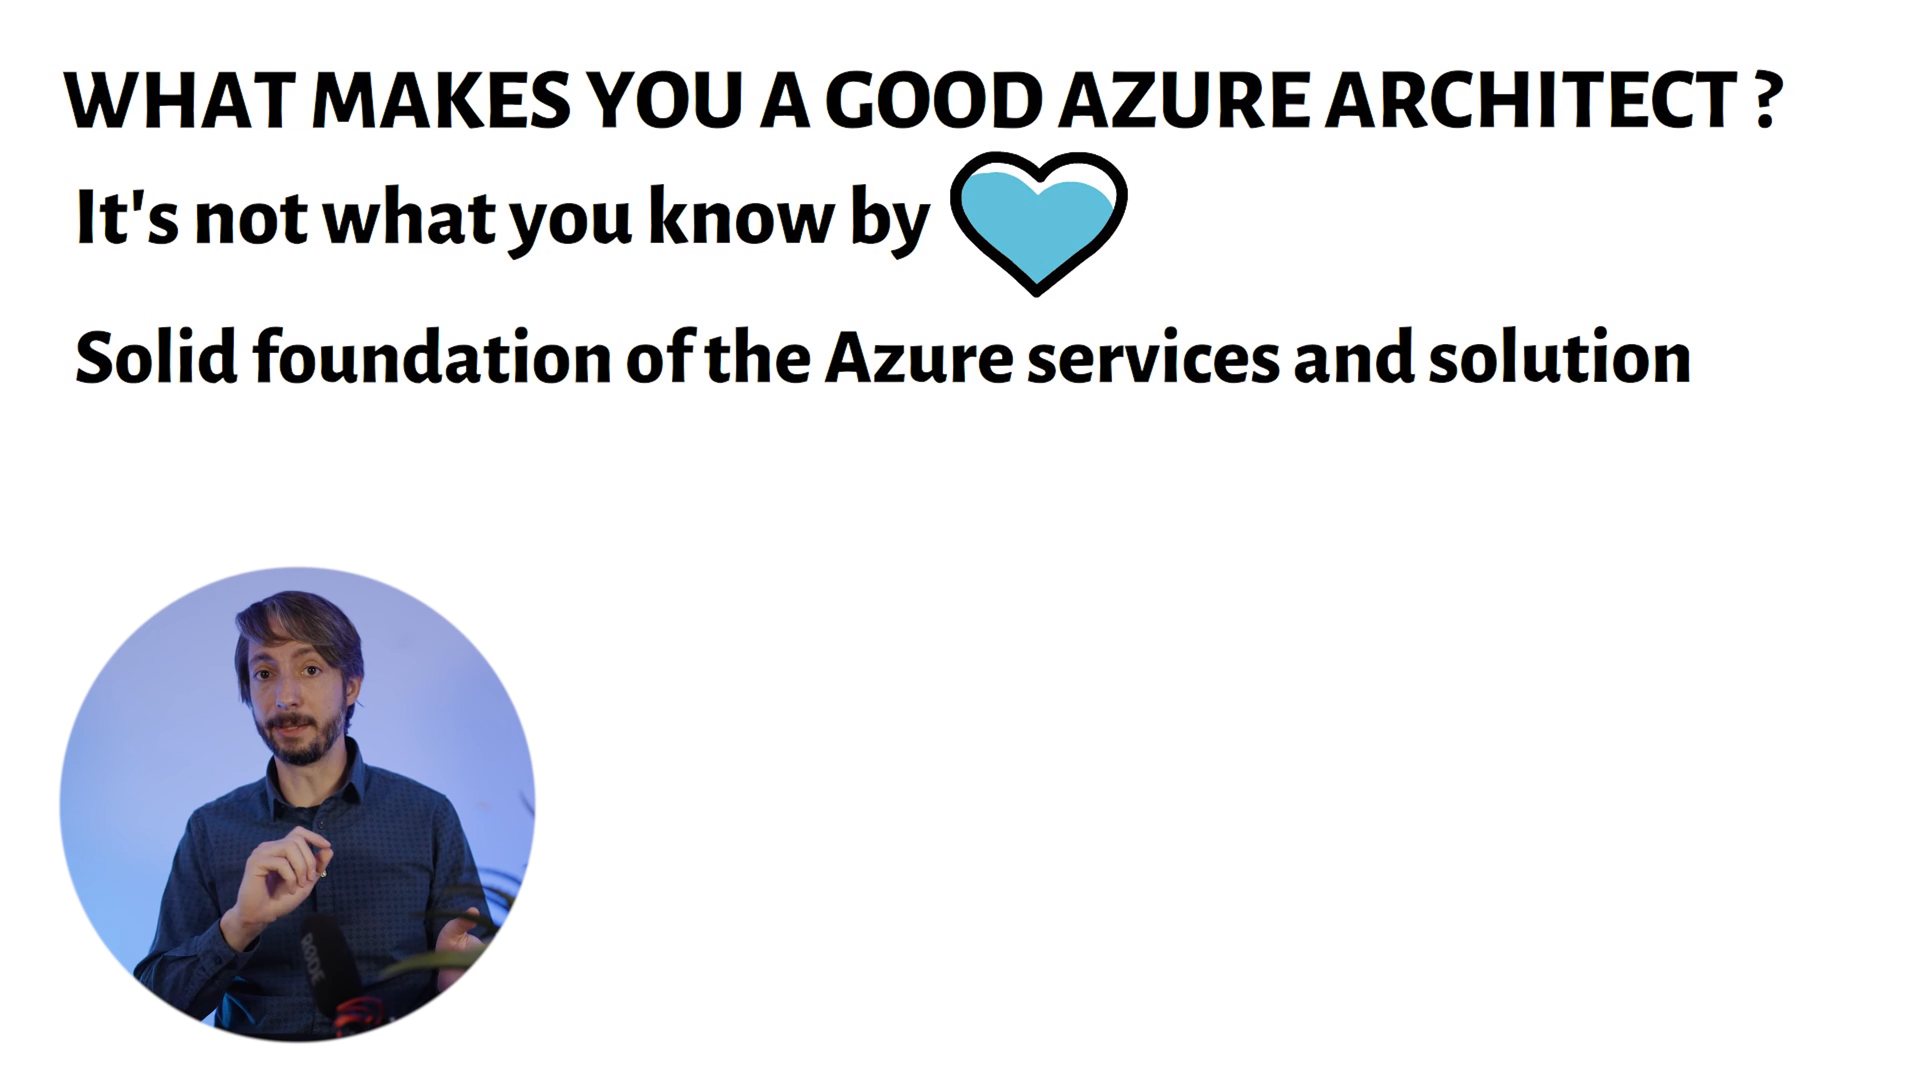 WHAT MAKES YOU A GOOD AZURE ARCHITECT ?
It's not what you know by
Solid foundation of the Azure services and solution
RODE